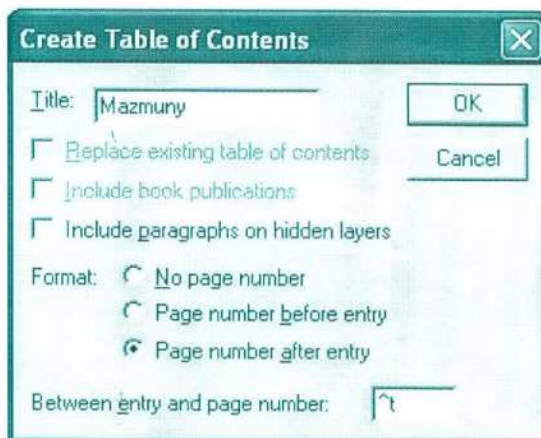 Create Table of Contents
Title: Mazmuny
OK
Replace existing table of contents
Cancel
Include book publications
Include paragraphs on hidden layers
Format: No page number
Page number before entry
Page number after entry
Between entry and page number: ^t